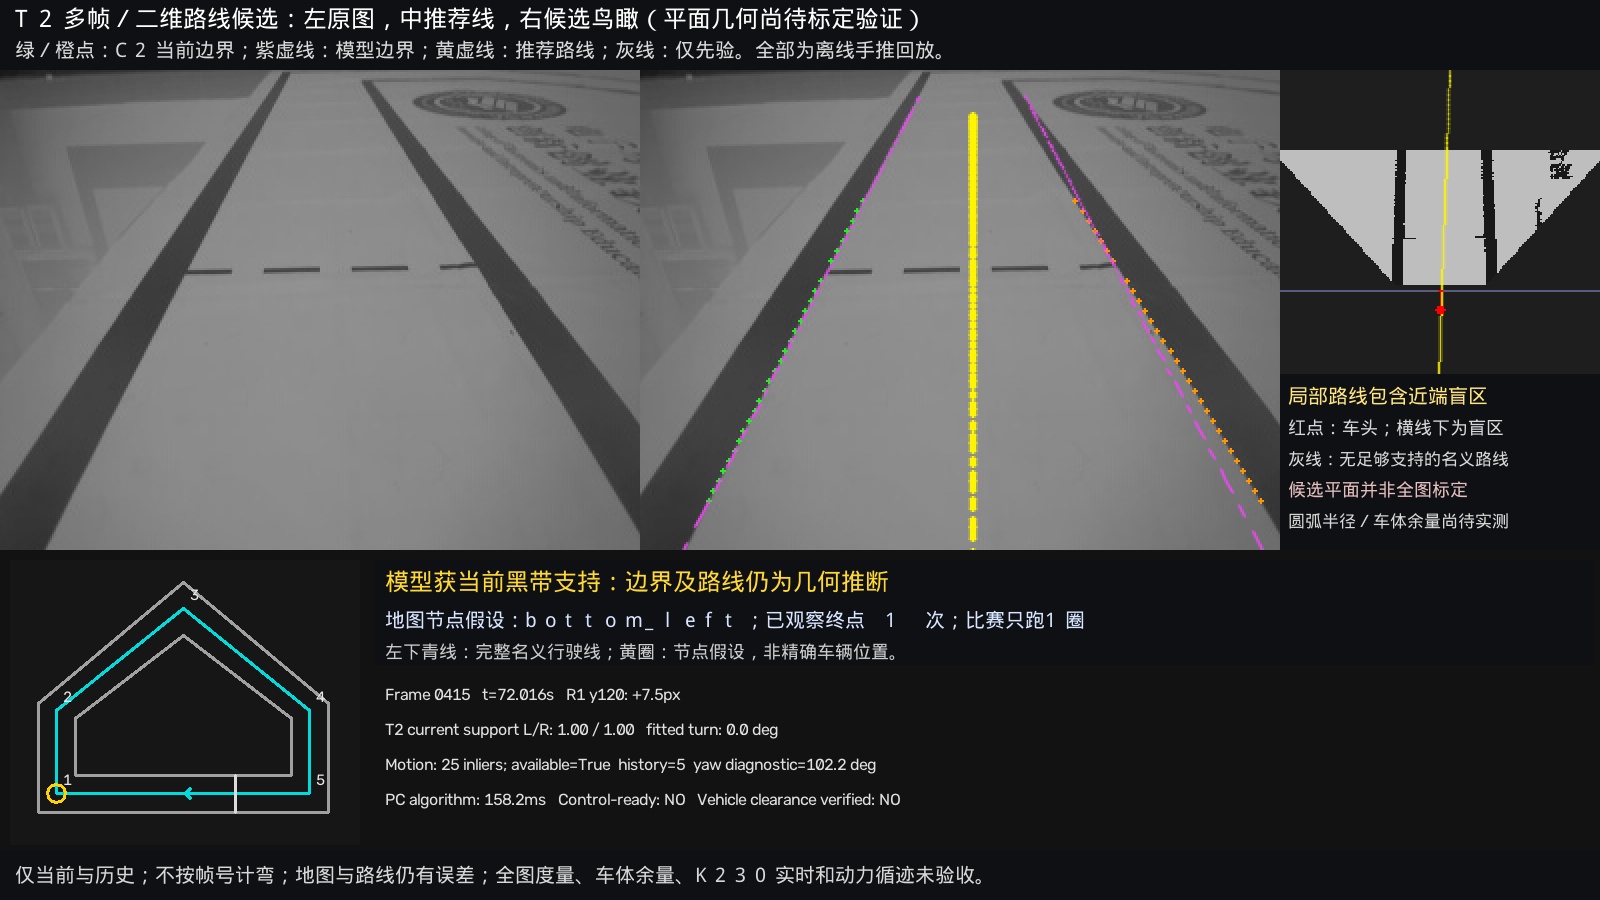 T 2 多帧 / 二维路线候选：左原图，中推荐线，右候选鸟瞰（平面几何尚待标定验证）
绿 / 橙点：C 2 当前边界；紫虚线：模型边界；黄虚线：推荐路线；灰线：仅先验。全部为离线手推回放。
局部路线包含近端盲区
红点：车头；横线下为盲区
灰线：无足够支持的名义路线
候选平面并非全图标定
圆弧半径 / 车体余量尚待实测
3
2
4
1
5
模型获当前黑带支持：边界及路线仍为几何推断
地图节点假设：bottom_left；已观察终点 1 次；比赛只跑1 圈
左下青线：完整名义行驶线；黄圈：节点假设，非精确车辆位置。
Frame 0415 t=72.016s R1 y120: +7.5px
T2 current support L/R: 1.00 / 1.00 fitted turn: 0.0 deg
Motion: 25 inliers; available=True history=5 yaw diagnostic=102.2 deg
PC algorithm: 158.2ms Control-ready: NO Vehicle clearance verified: NO
仅当前与历史；不按帧号计弯；地图与路线仍有误差；全图度量、车体余量、K 2 3 0 实时和动力循迹未验收。